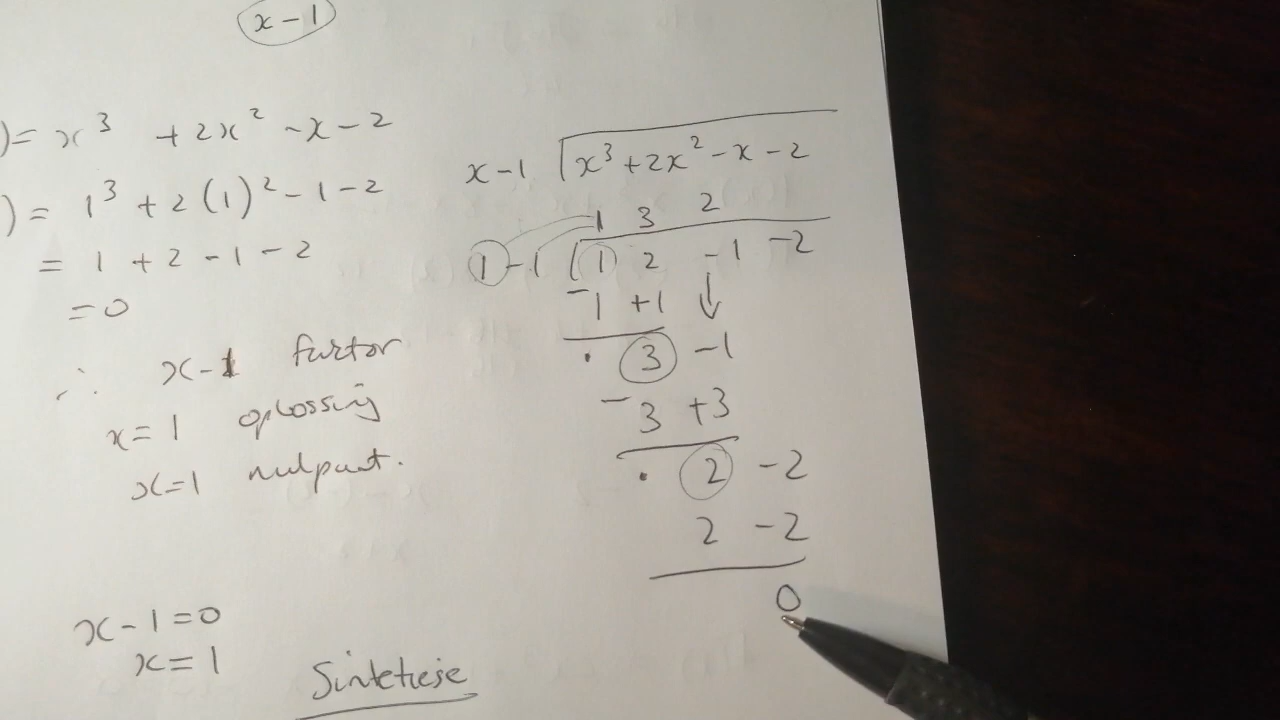 x - 1
) = x³ + 2x² - x - 2
) = 1³ + 2(1)² - 1 - 2
= 1 + 2 - 1 - 2
= 0
∴ x - 1 faktor
x = 1 oplossing
x = 1 nulpunt.
x - 1 = 0
x = 1
Sintetiese
x - 1 x³ + 2x² - x - 2
1 3 2
1 - 1 1 2 - 1 - 2
- 1 + 1
· 3 - 1
- 3 + 3
· 2 - 2
2 - 2
0